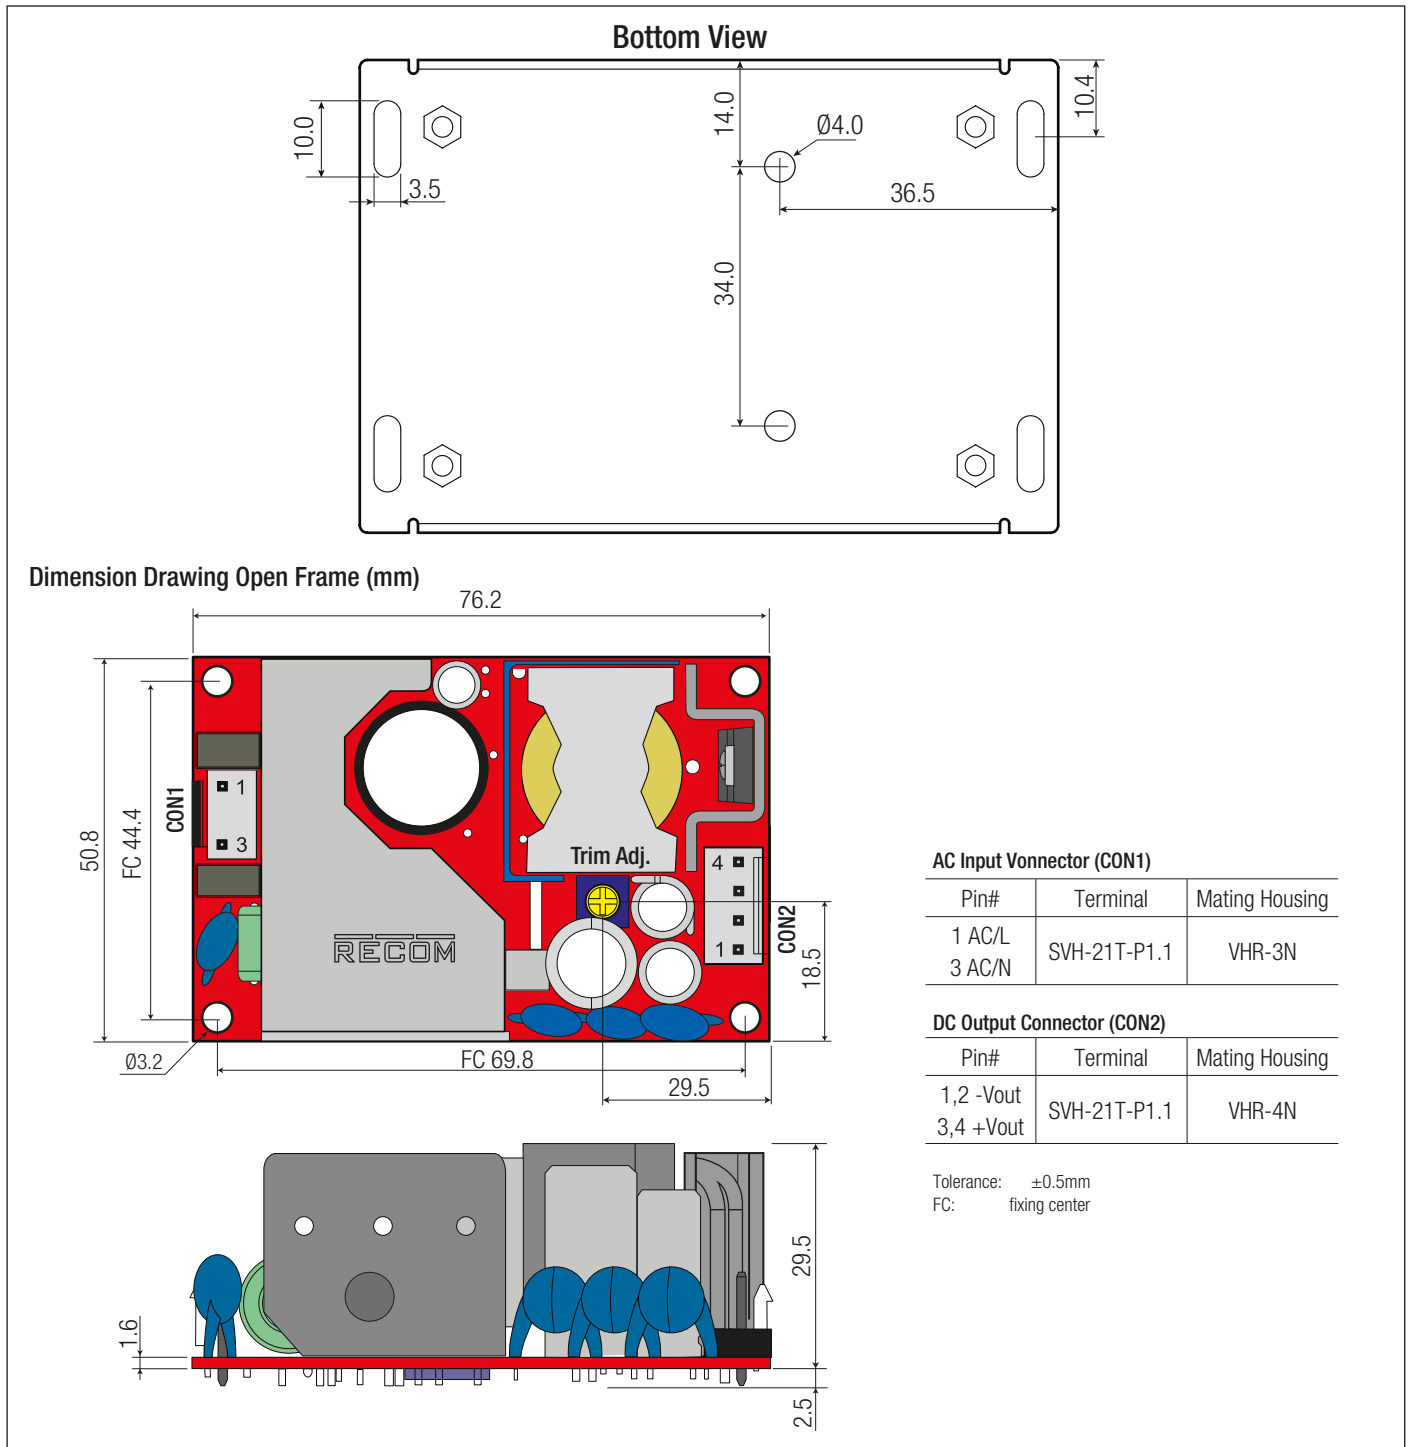 Bottom View
10.0
3.5
14.0
Ø4.0
10.4
36.5
34.0
Dimension Drawing Open Frame (mm)
76.2
50.8
FC 44.4
CON1
1
3
RECOM
Trim Adj.
4
1
CON2
18.5
Ø3.2
FC 69.8
29.5
AC Input Vonnector (CON1)
Pin# Terminal Mating Housing
1 AC/L
3 AC/N
SVH-21T-P1.1 VHR-3N
DC Output Connector (CON2)
Pin# Terminal Mating Housing
1,2 -Vout
3,4 +Vout
SVH-21T-P1.1 VHR-4N
Tolerance: ±0.5mm
FC: fixing center
1.6
29.5
2.5